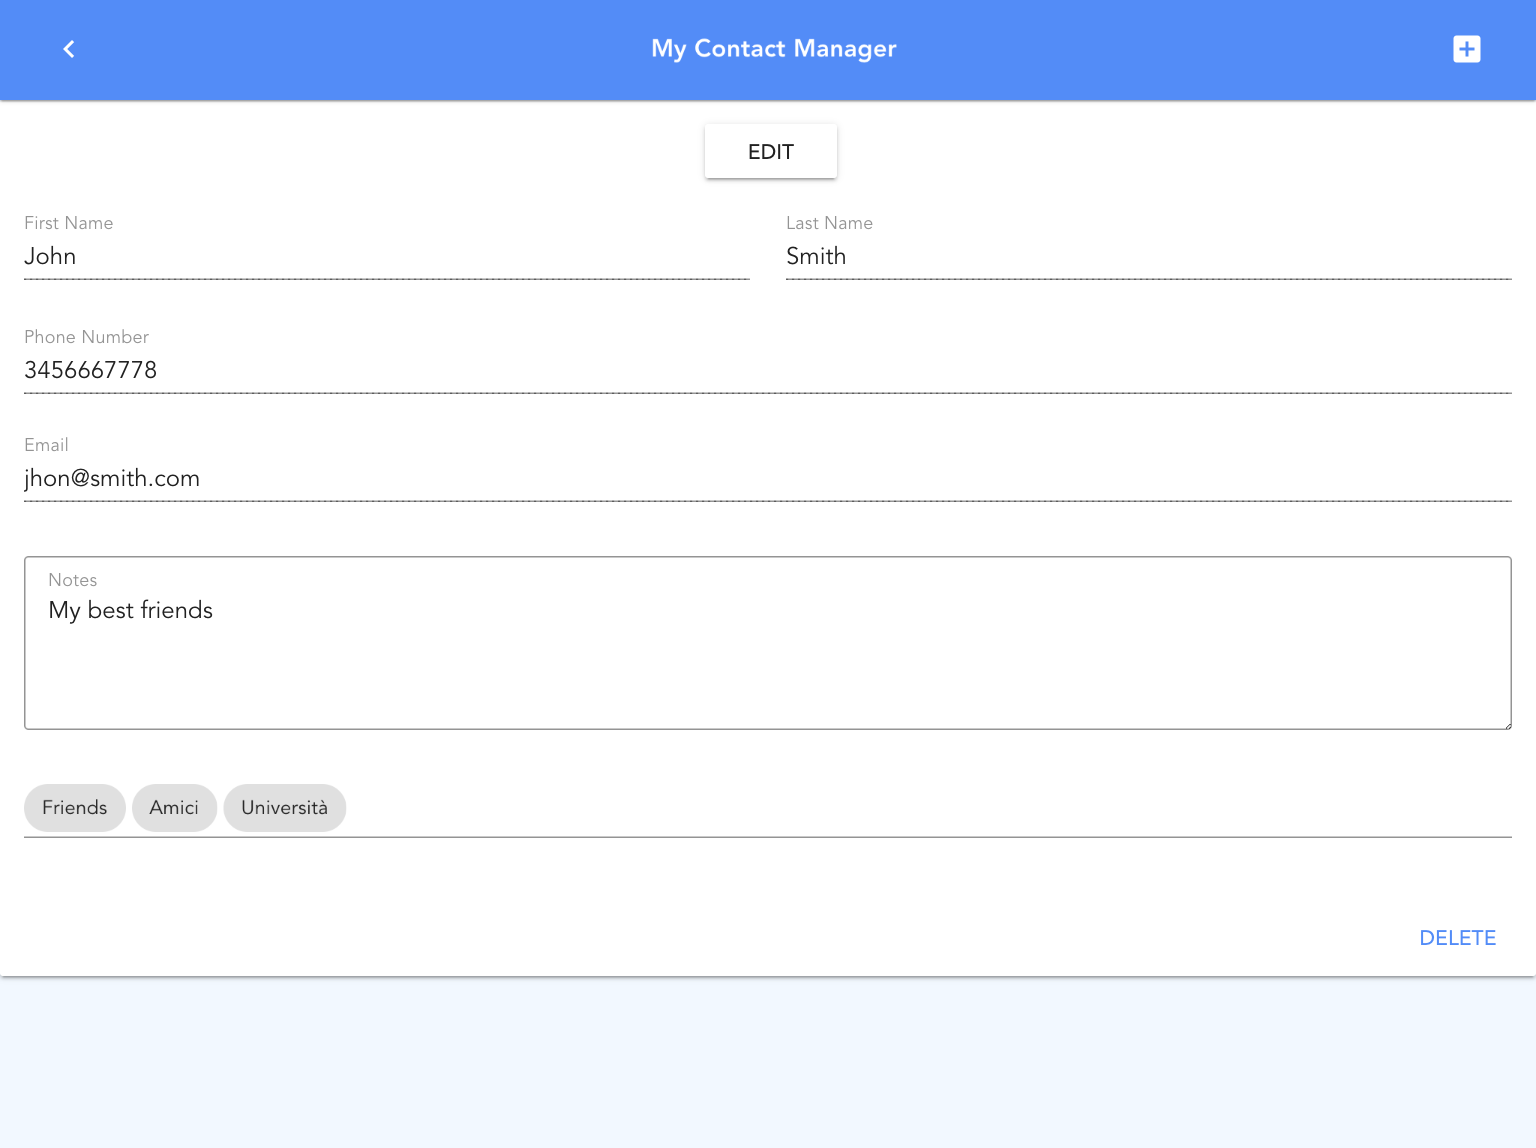 My Contact Manager
EDIT
First Name
John
Last Name
Smith
Phone Number
3456667778
Email
jhon@smith.com
Notes
My best friends
Friends Amici Università
DELETE